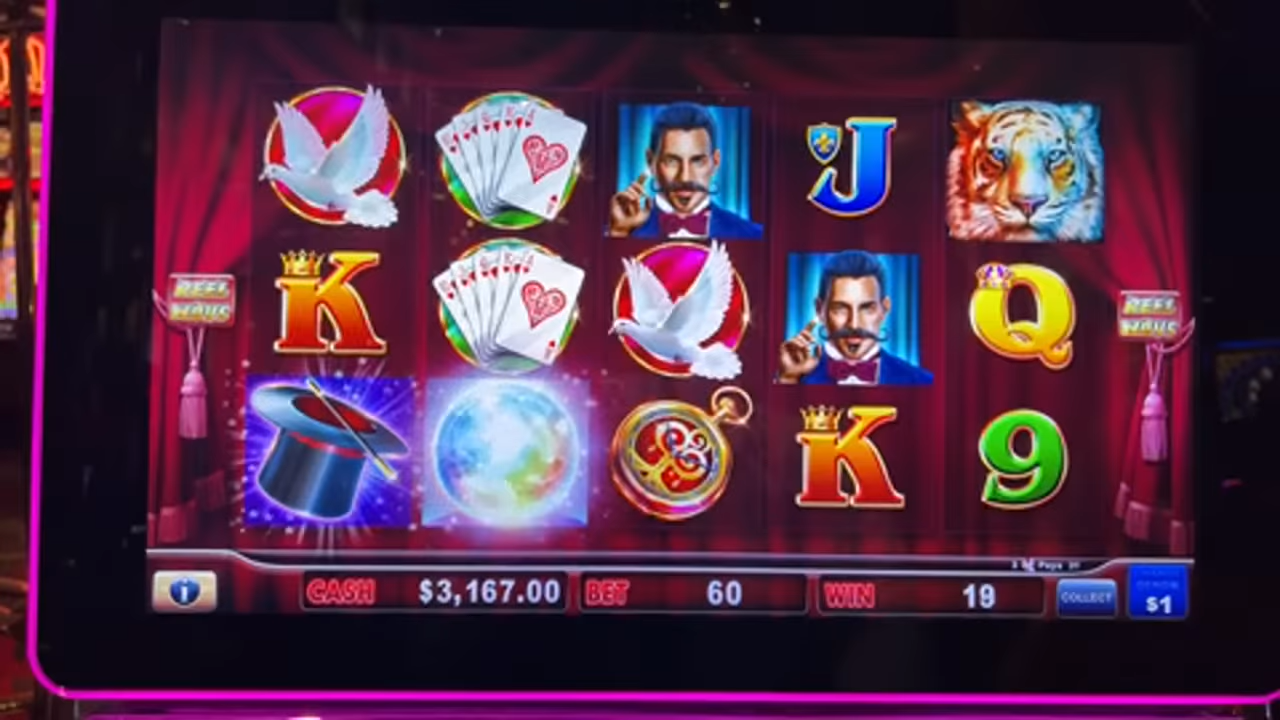 J
K
REEL
WAYS
Q
REEL
WAYS
K
9
CASH $3,167.00 BET 60 WIN 19 COLLECT $1